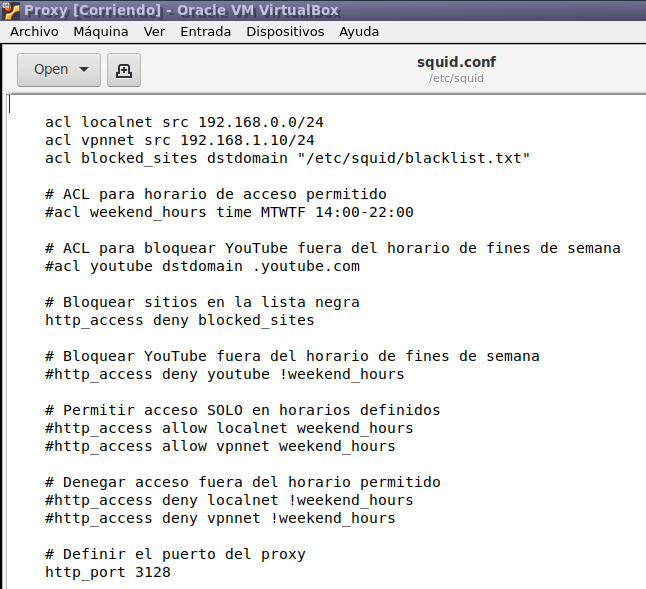 Proxy [Corriendo] - Oracle VM VirtualBox
Archivo Máquina Ver Entrada Dispositivos Ayuda
Open
squid.conf
/etc/squid
acl localnet src 192.168.0.0/24
acl vpnnet src 192.168.1.10/24
acl blocked_sites dstdomain "/etc/squid/blacklist.txt"
# ACL para horario de acceso permitido
#acl weekend_hours time MTWTF 14:00-22:00
# ACL para bloquear YouTube fuera del horario de fines de semana
#acl youtube dstdomain .youtube.com
# Bloquear sitios en la lista negra
http_access deny blocked_sites
# Bloquear YouTube fuera del horario de fines de semana
#http_access deny youtube !weekend_hours
# Permitir acceso SOLO en horarios definidos
#http_access allow localnet weekend_hours
#http_access allow vpnnet weekend_hours
# Denegar acceso fuera del horario permitido
#http_access deny localnet !weekend_hours
#http_access deny vpnnet !weekend_hours
# Definir el puerto del proxy
http_port 3128